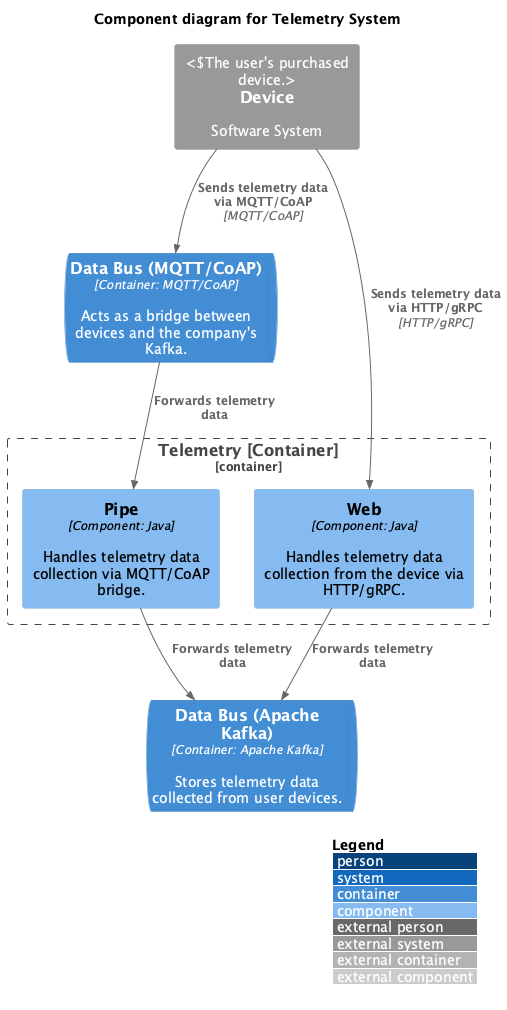 Component diagram for Telemetry System
<$The user's purchased
device.>
Device
Software System
Sends telemetry data
via MQTT/CoAP
[MQTT/CoAP]
Data Bus (MQTT/CoAP)
[Container: MQTT/CoAP]
Acts as a bridge between
devices and the company's
Kafka.
Sends telemetry data
via HTTP/gRPC
[HTTP/gRPC]
Forwards telemetry
data
Telemetry [Container]
[container]
Pipe
[Component: Java]
Handles telemetry data
collection via MQTT/CoAP
bridge.
Web
[Component: Java]
Handles telemetry data
collection from the device via
HTTP/gRPC.
Forwards telemetry
data
Forwards telemetry
data
Data Bus (Apache
Kafka)
[Container: Apache Kafka]
Stores telemetry data
collected from user devices.
Legend
person
system
container
component
external person
external system
external container
external component